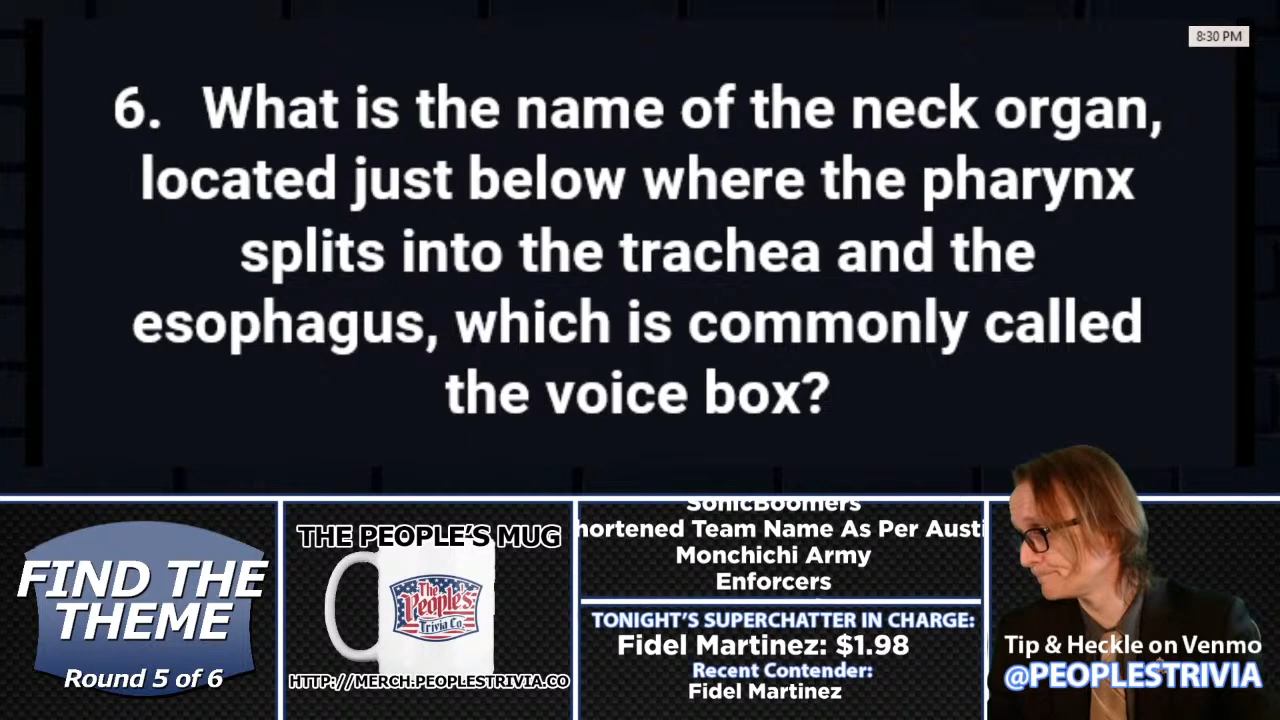 8:30 PM
6. What is the name of the neck organ,
located just below where the pharynx
splits into the trachea and the
esophagus, which is commonly called
the voice box?
FIND THE
THEME
Round 5 of 6
THE PEOPLE'S MUG
The
People's
Trivia Co.
HTTP://MERCH.PEOPLESTRIVIA.CO
SonicBoomers
hortened Team Name As Per Austi
Monchichi Army
Enforcers
TONIGHT'S SUPERCHATTER IN CHARGE:
Fidel Martinez: $1.98
Recent Contender:
Fidel Martinez
Tip & Heckle on Venmo
@PEOPLESTRIVIA